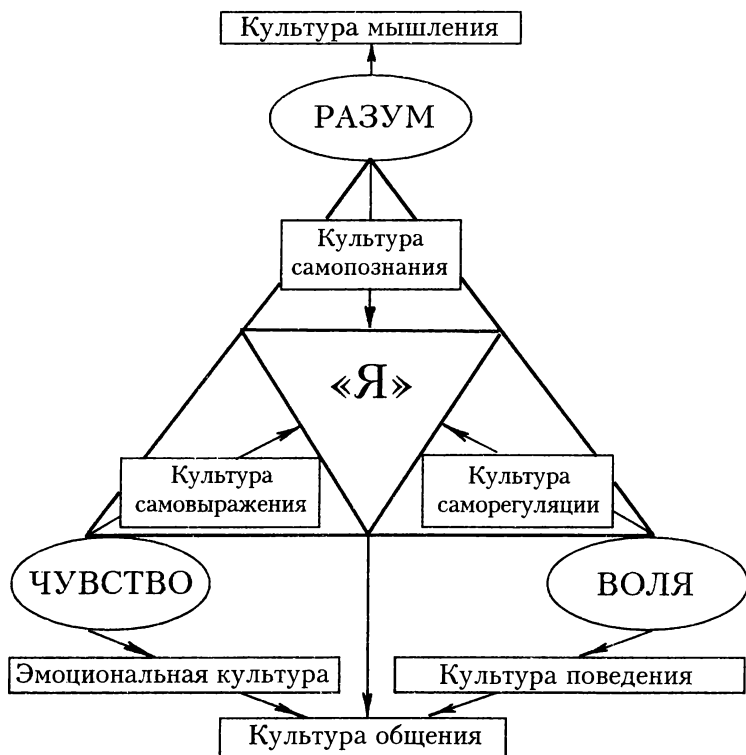 Культура мышления
РАЗУМ
Культура
самопознания
«Я»
Культура
самовыражения
Культура
саморегуляции
ЧУВСТВО
ВОЛЯ
Эмоциональная культура
Культура поведения
Культура общения